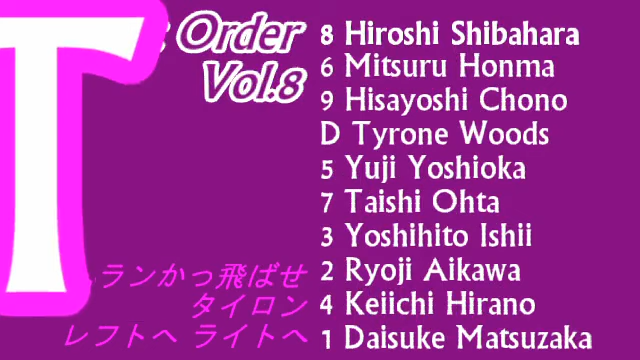 T
Order
Vol.8
8 Hiroshi Shibahara
6 Mitsuru Honma
9 Hisayoshi Chono
D Tyrone Woods
5 Yuji Yoshioka
7 Taishi Ohta
3 Yoshihito Ishii
2 Ryoji Aikawa
4 Keiichi Hirano
1 Daisuke Matsuzaka
ランかっ飛ばせ
タイロン
レフトへ ライトへ